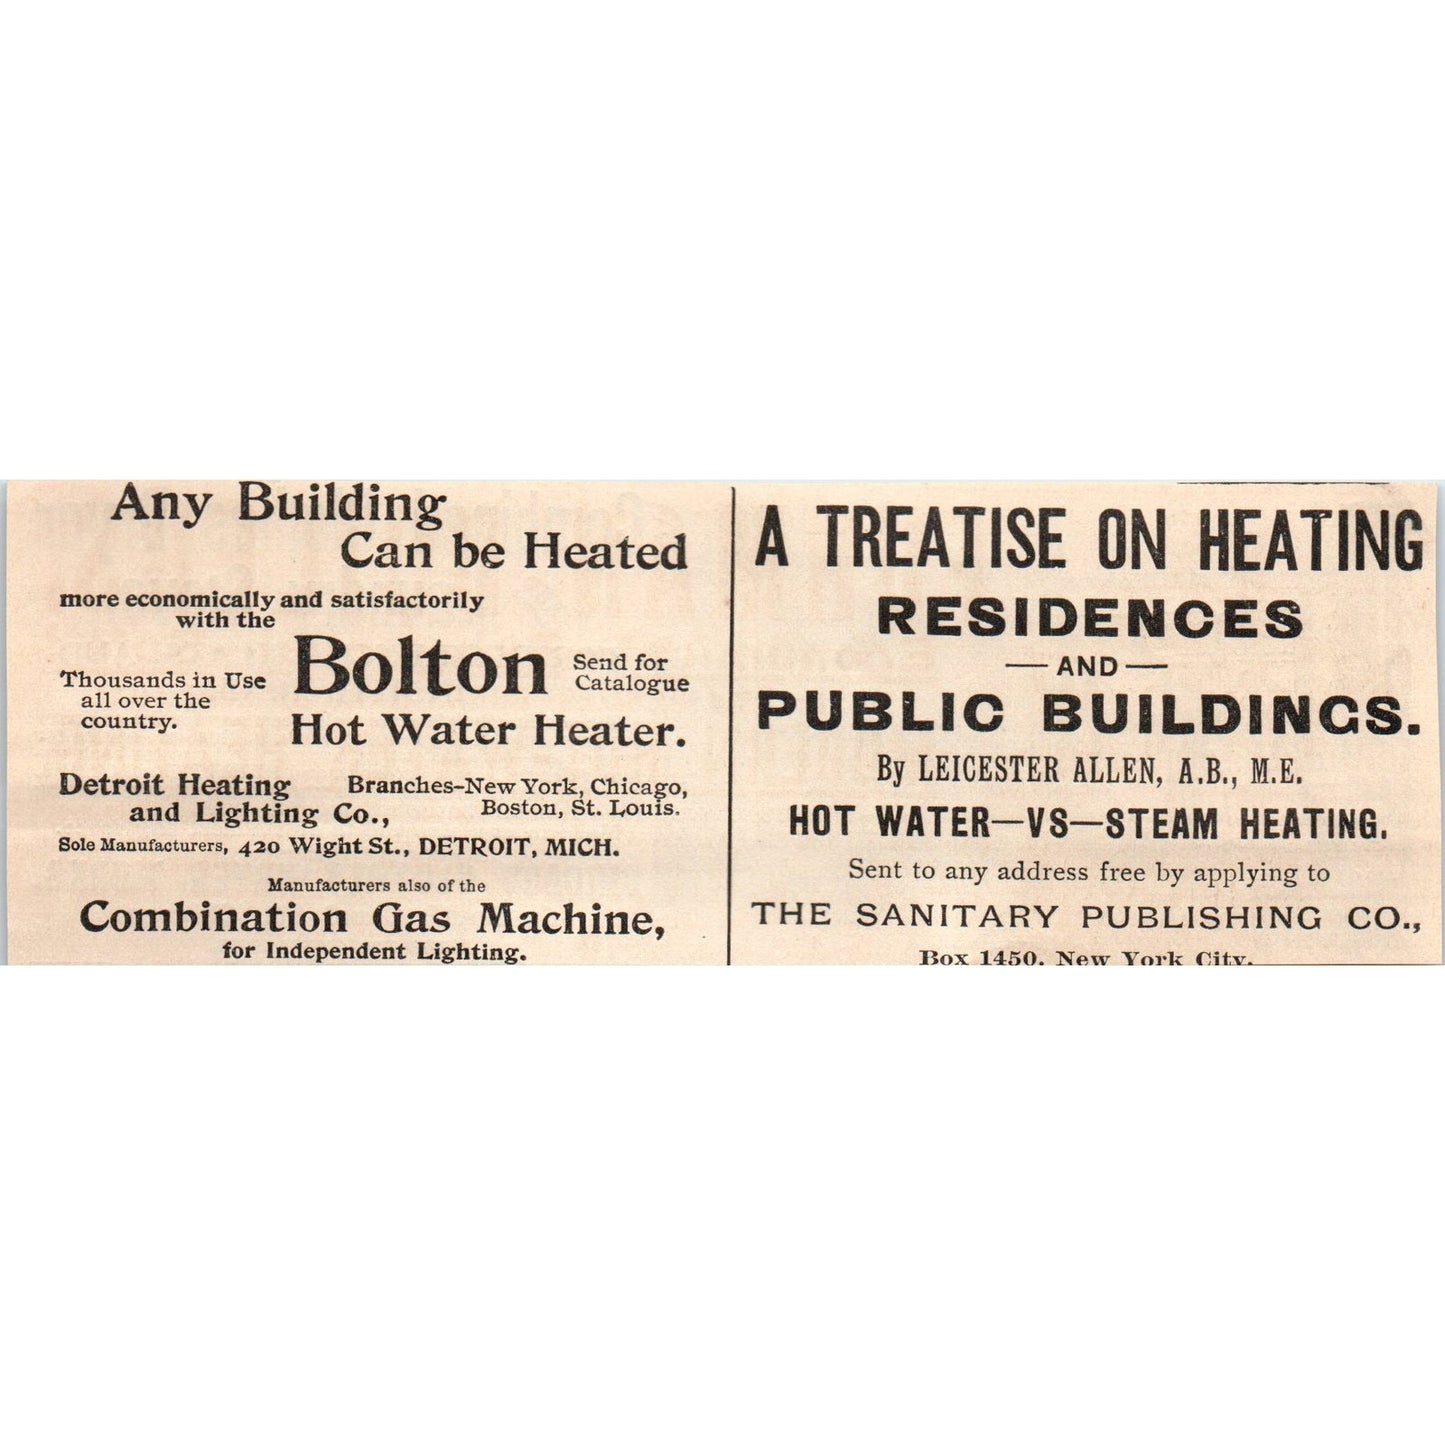 Any Building
Can be Heated
more economically and satisfactorily
with the
Thousands in Use
all over the
country.
Bolton
Send for
Catalogue
Hot Water Heater.
Detroit Heating
and Lighting Co.,
Branches-New York, Chicago,
Boston, St. Louis.
Sole Manufacturers, 420 Wight St., DETROIT, MICH.
Manufacturers also of the
Combination Gas Machine,
for Independent Lighting.
A TREATISE ON HEATING
RESIDENCES
—AND—
PUBLIC BUILDINGS.
By LEICESTER ALLEN, A.B., M.E.
HOT WATER—VS—STEAM HEATING.
Sent to any address free by applying to
THE SANITARY PUBLISHING CO.,
Box 1450, New York City.